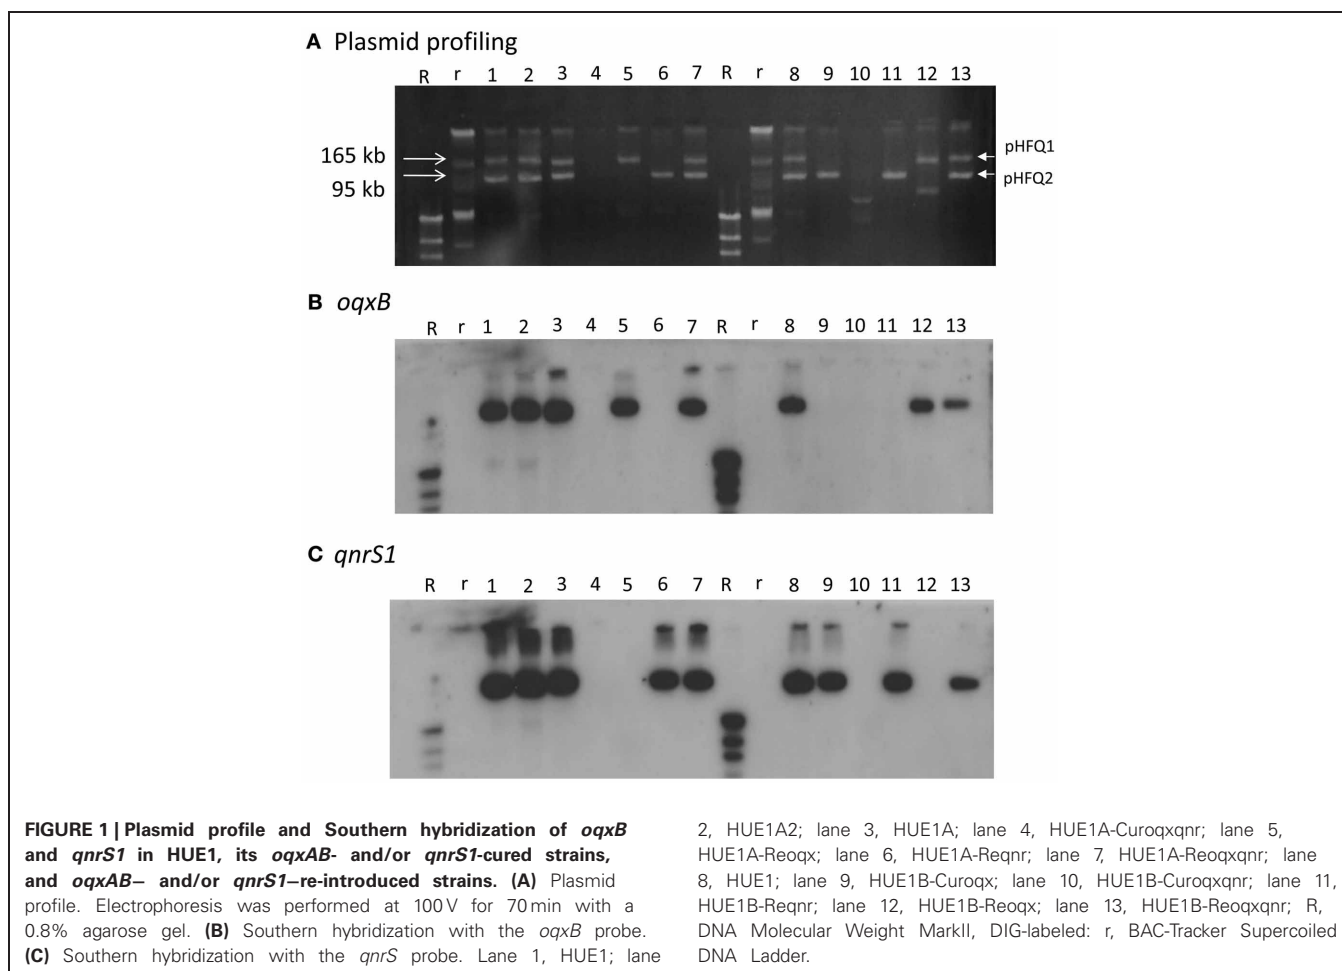 A Plasmid profiling
R r 1 2 3 4 5 6 7 R r 8 9 10 11 12 13
165 kb
95 kb
pHFQ1
pHFQ2
B oqxB
R r 1 2 3 4 5 6 7 R r 8 9 10 11 12 13
C qnrS1
R r 1 2 3 4 5 6 7 R r 8 9 10 11 12 13
FIGURE 1 | Plasmid profile and Southern hybridization of oqxB
and qnrS1 in HUE1, its oqxAB- and/or qnrS1-cured strains,
and oqxAB– and/or qnrS1–re-introduced strains. (A) Plasmid
profile. Electrophoresis was performed at 100 V for 70 min with a
0.8% agarose gel. (B) Southern hybridization with the oqxB probe.
(C) Southern hybridization with the qnrS probe. Lane 1, HUE1; lane
2, HUE1A2; lane 3, HUE1A; lane 4, HUE1A-Curoqxqnr; lane 5,
HUE1A-Reoqx; lane 6, HUE1A-Reqnr; lane 7, HUE1A-Reoqxqnr; lane
8, HUE1; lane 9, HUE1B-Curoqx; lane 10, HUE1B-Curoqxqnr; lane 11,
HUE1B-Reqnr; lane 12, HUE1B-Reoqx; lane 13, HUE1B-Reoqxqnr; R,
DNA Molecular Weight MarkII, DIG-labeled: r, BAC-Tracker Supercoiled
DNA Ladder.